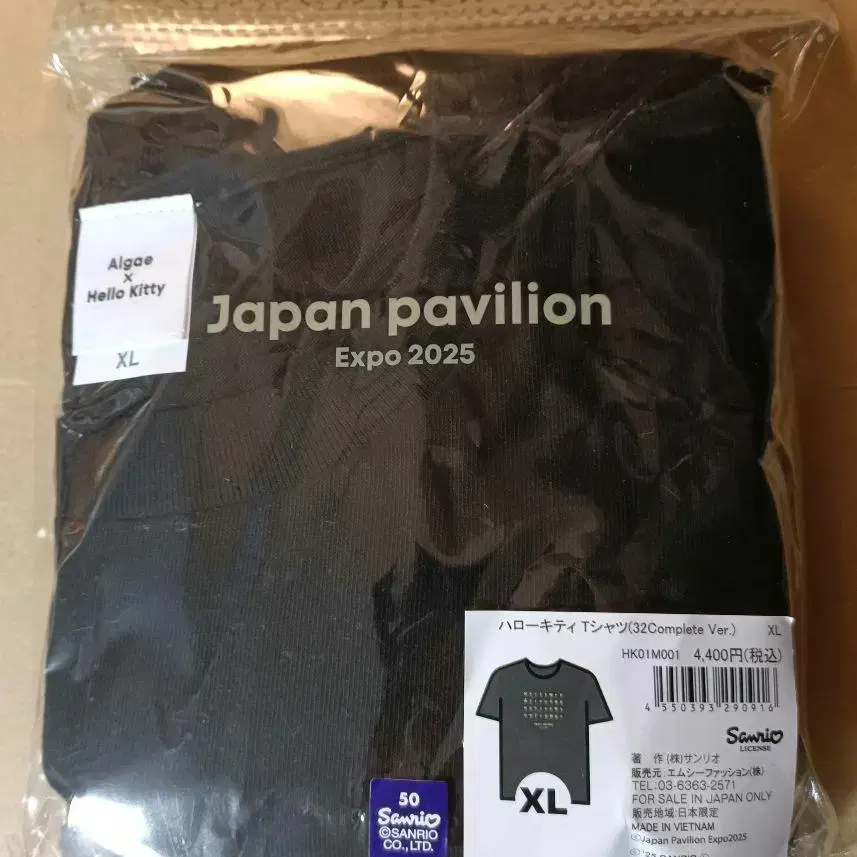 Algae
×
Hello Kitty
XL
Japan pavilion
Expo 2025
ハローキティ Tシャツ(32Complete Ver.) XL
HK01M001 4,400円(税込)
4 550393 290916
Sanrio
LICENSE
著 作 (株)サンリオ
販売元:エムシーファッション(株)
TEL:03-6363-2571
FOR SALE IN JAPAN ONLY
販売地域:日本限定
MADE IN VIETNAM
©Japan Pavilion Expo2025
XL
50
Sanrio
©SANRIO
CO.,LTD.